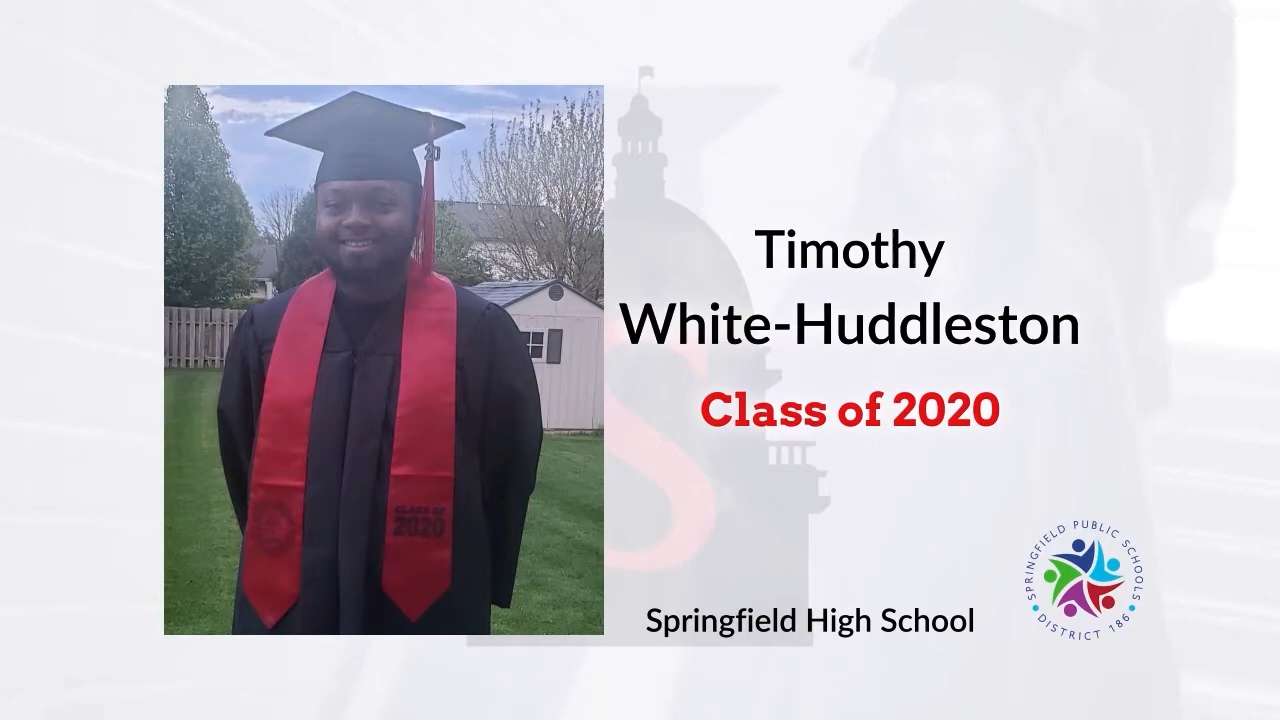 20
CLASS OF
2020
Timothy
White-Huddleston
Class of 2020
Springfield High School
SPRINGFIELD PUBLIC SCHOOLS
DISTRICT 186